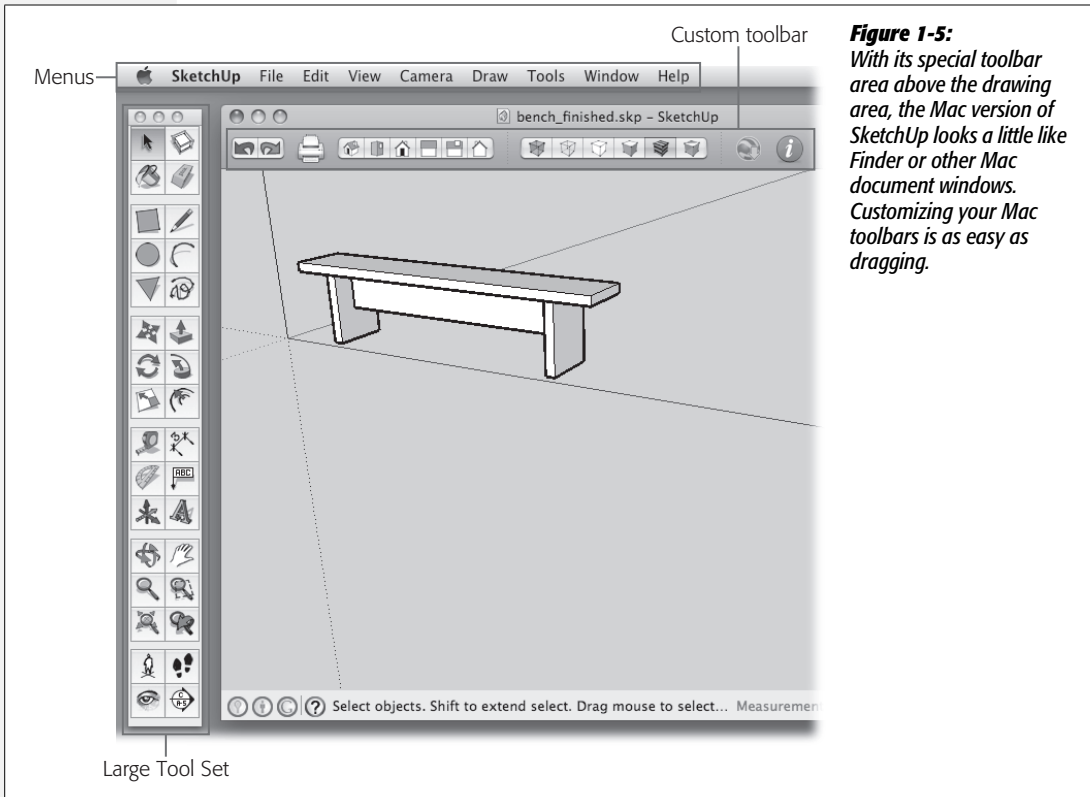 Custom toolbar
Menus
SketchUp File Edit View Camera Draw Tools Window Help
bench_finished.skp – SketchUp
ABC
Select objects. Shift to extend select. Drag mouse to select... Measuremen
Large Tool Set
Figure 1-5:
With its special toolbar
area above the drawing
area, the Mac version of
SketchUp looks a little like
Finder or other Mac
document windows.
Customizing your Mac
toolbars is as easy as
dragging.